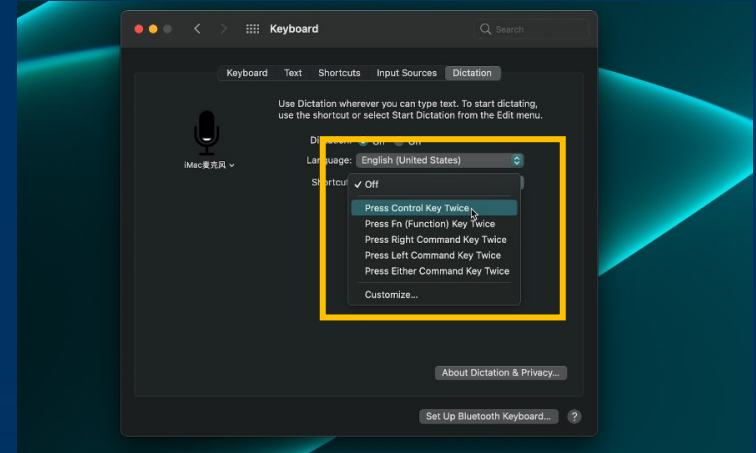 Keyboard
Search
Keyboard Text Shortcuts Input Sources Dictation
Use Dictation wherever you can type text. To start dictating,
use the shortcut or select Start Dictation from the Edit menu.
iMac麦克风
Language: English (United States)
✓ Off
Press Control Key Twice
Press Fn (Function) Key Twice
Press Right Command Key Twice
Press Left Command Key Twice
Press Either Command Key Twice
Customize...
About Dictation & Privacy...
Set Up Bluetooth Keyboard... ?